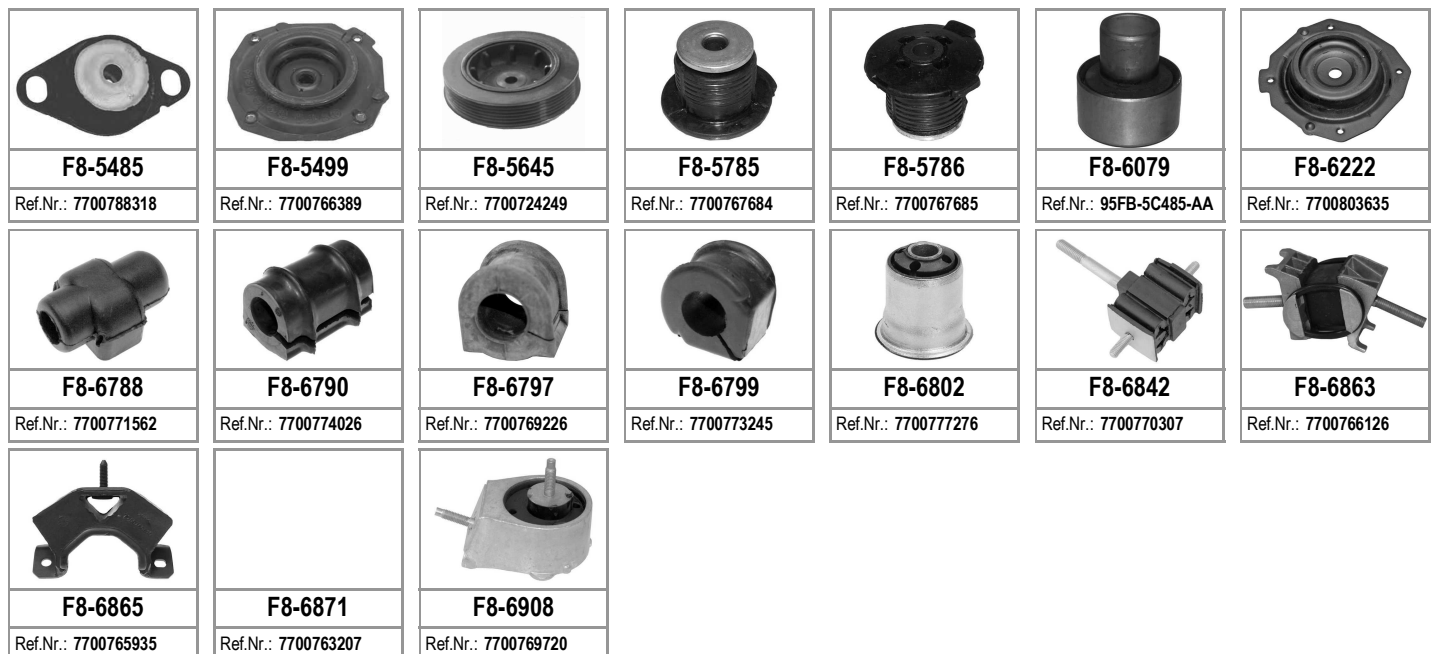 F8-5485
F8-5499
F8-5645
F8-5785
F8-5786
F8-6079
F8-6222
Ref.Nr.: 7700788318
Ref.Nr.: 7700766389
Ref.Nr.: 7700724249
Ref.Nr.: 7700767684
Ref.Nr.: 7700767685
Ref.Nr.: 95FB-5C485-AA
Ref.Nr.: 7700803635
F8-6788
F8-6790
F8-6797
F8-6799
F8-6802
F8-6842
F8-6863
Ref.Nr.: 7700771562
Ref.Nr.: 7700774026
Ref.Nr.: 7700769226
Ref.Nr.: 7700773245
Ref.Nr.: 7700777276
Ref.Nr.: 7700770307
Ref.Nr.: 7700766126
F8-6865
F8-6871
F8-6908
Ref.Nr.: 7700765935
Ref.Nr.: 7700763207
Ref.Nr.: 7700769720